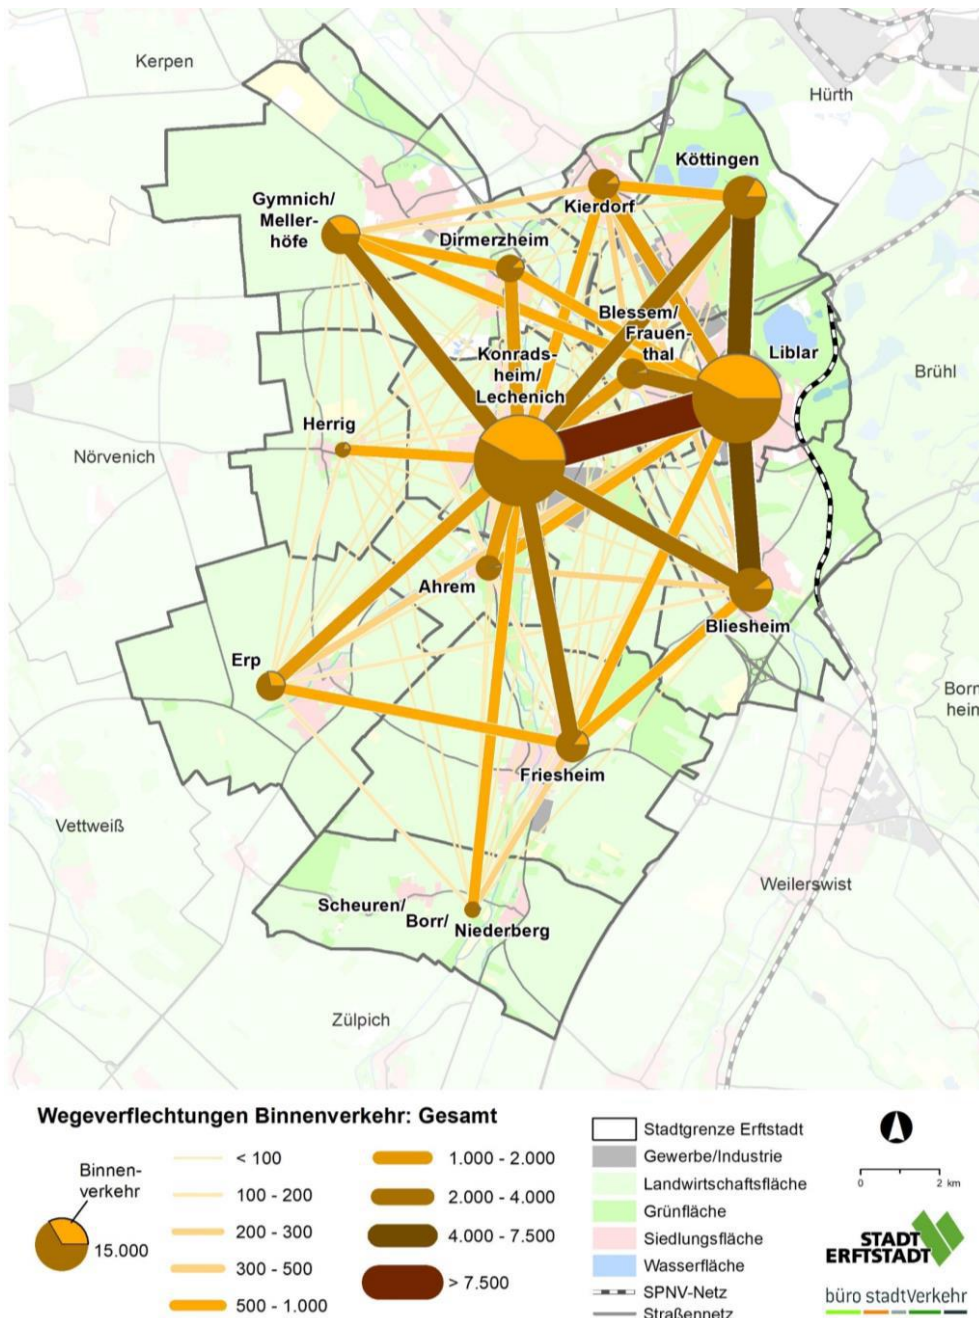 Kerpen
Hürth
Köttingen
Gymnich/
Meller-
höfe
Kierdorf
Dirmerzheim
Blessem/
Frauen-
thal
Liblar
Konrads-
heim/
Lechenich
Brühl
Herrig
Nörvenich
Ahrem
Bliesheim
Erp
Born
hein
Friesheim
Vettweiß
Weilerswist
Scheuren/
Borr/
Niederberg
Zülpich
Wegeverflechtungen Binnenverkehr: Gesamt
Binnen-
verkehr
15.000
< 100
100 - 200
200 - 300
300 - 500
500 - 1.000
1.000 - 2.000
2.000 - 4.000
4.000 - 7.500
> 7.500
Stadtgrenze Erftstadt
Gewerbe/Industrie
Landwirtschaftsfläche
Grünfläche
Siedlungsfläche
Wasserfläche
SPNV-Netz
Straßennetz
0 2 km
STADT
ERFTSTADT
büro stadtVerkehr